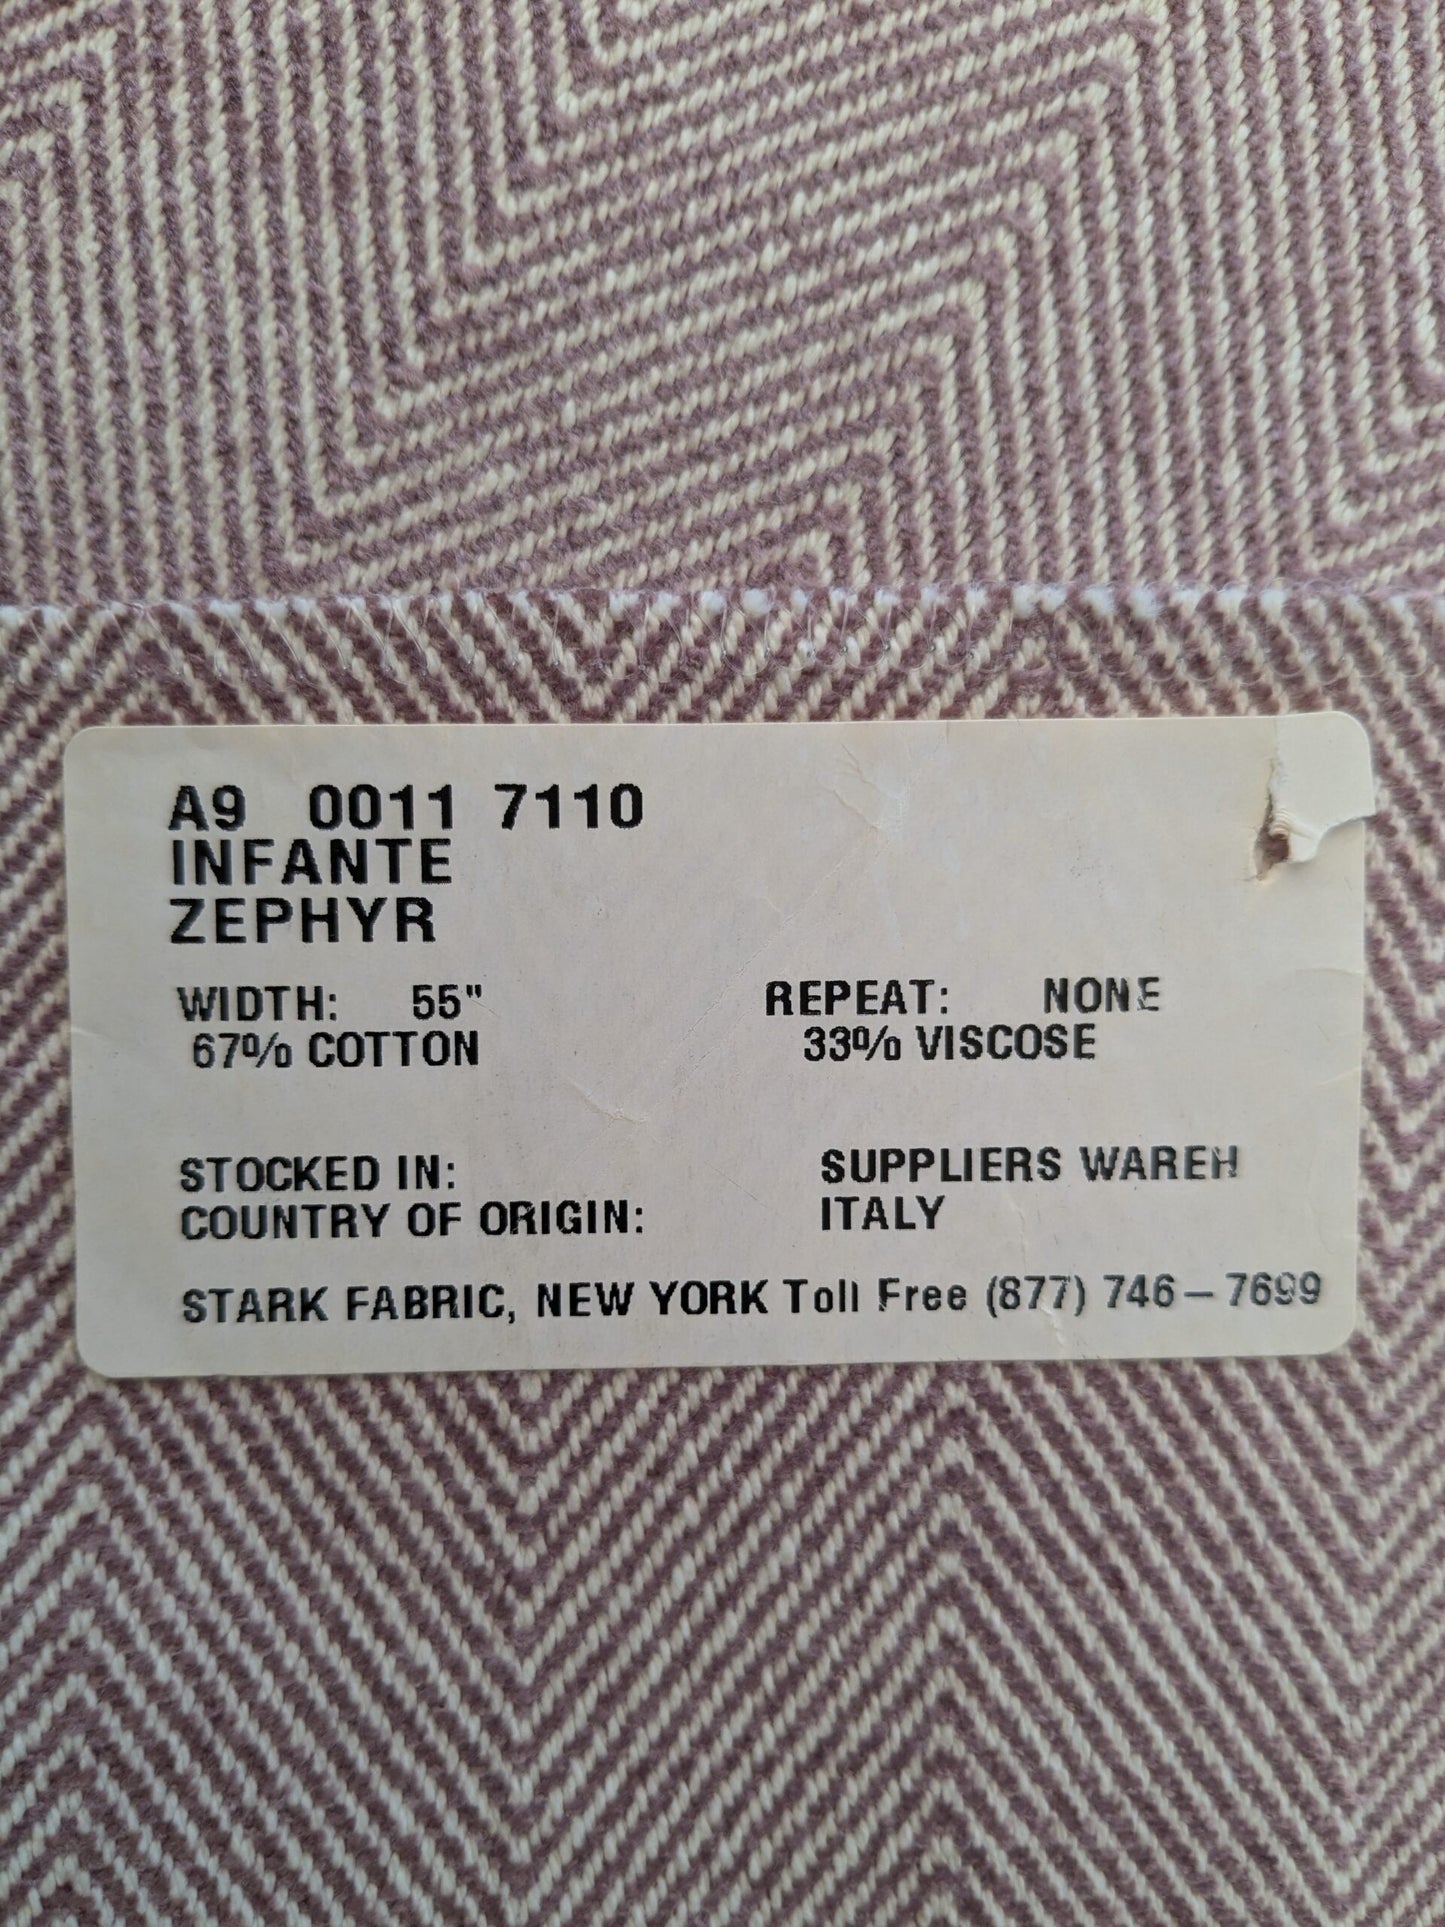 A9 0011 7110
INFANTE
ZEPHYR
WIDTH: 55" REPEAT: NONE
67% COTTON 33% VISCOSE
STOCKED IN: SUPPLIERS WAREH
COUNTRY OF ORIGIN: ITALY
STARK FABRIC, NEW YORK Toll Free (877) 746-7699